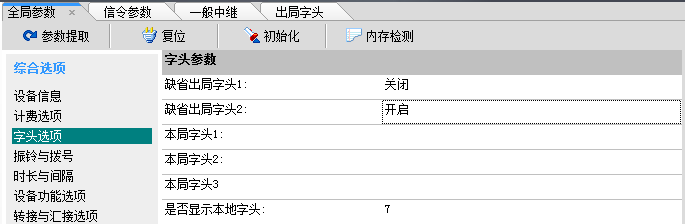 全局参数 × 信令参数 一般中继 出局字头
参数提取 复位 初始化 内存检测
综合选项
设备信息
计费选项
字头选项
振铃与拨号
时长与间隔
设备功能选项
转接与汇接选项
字头参数
缺省出局字头1: 关闭
缺省出局字头2: 开启
本局字头1:
本局字头2:
本局字头3
是否显示本地字头: 7